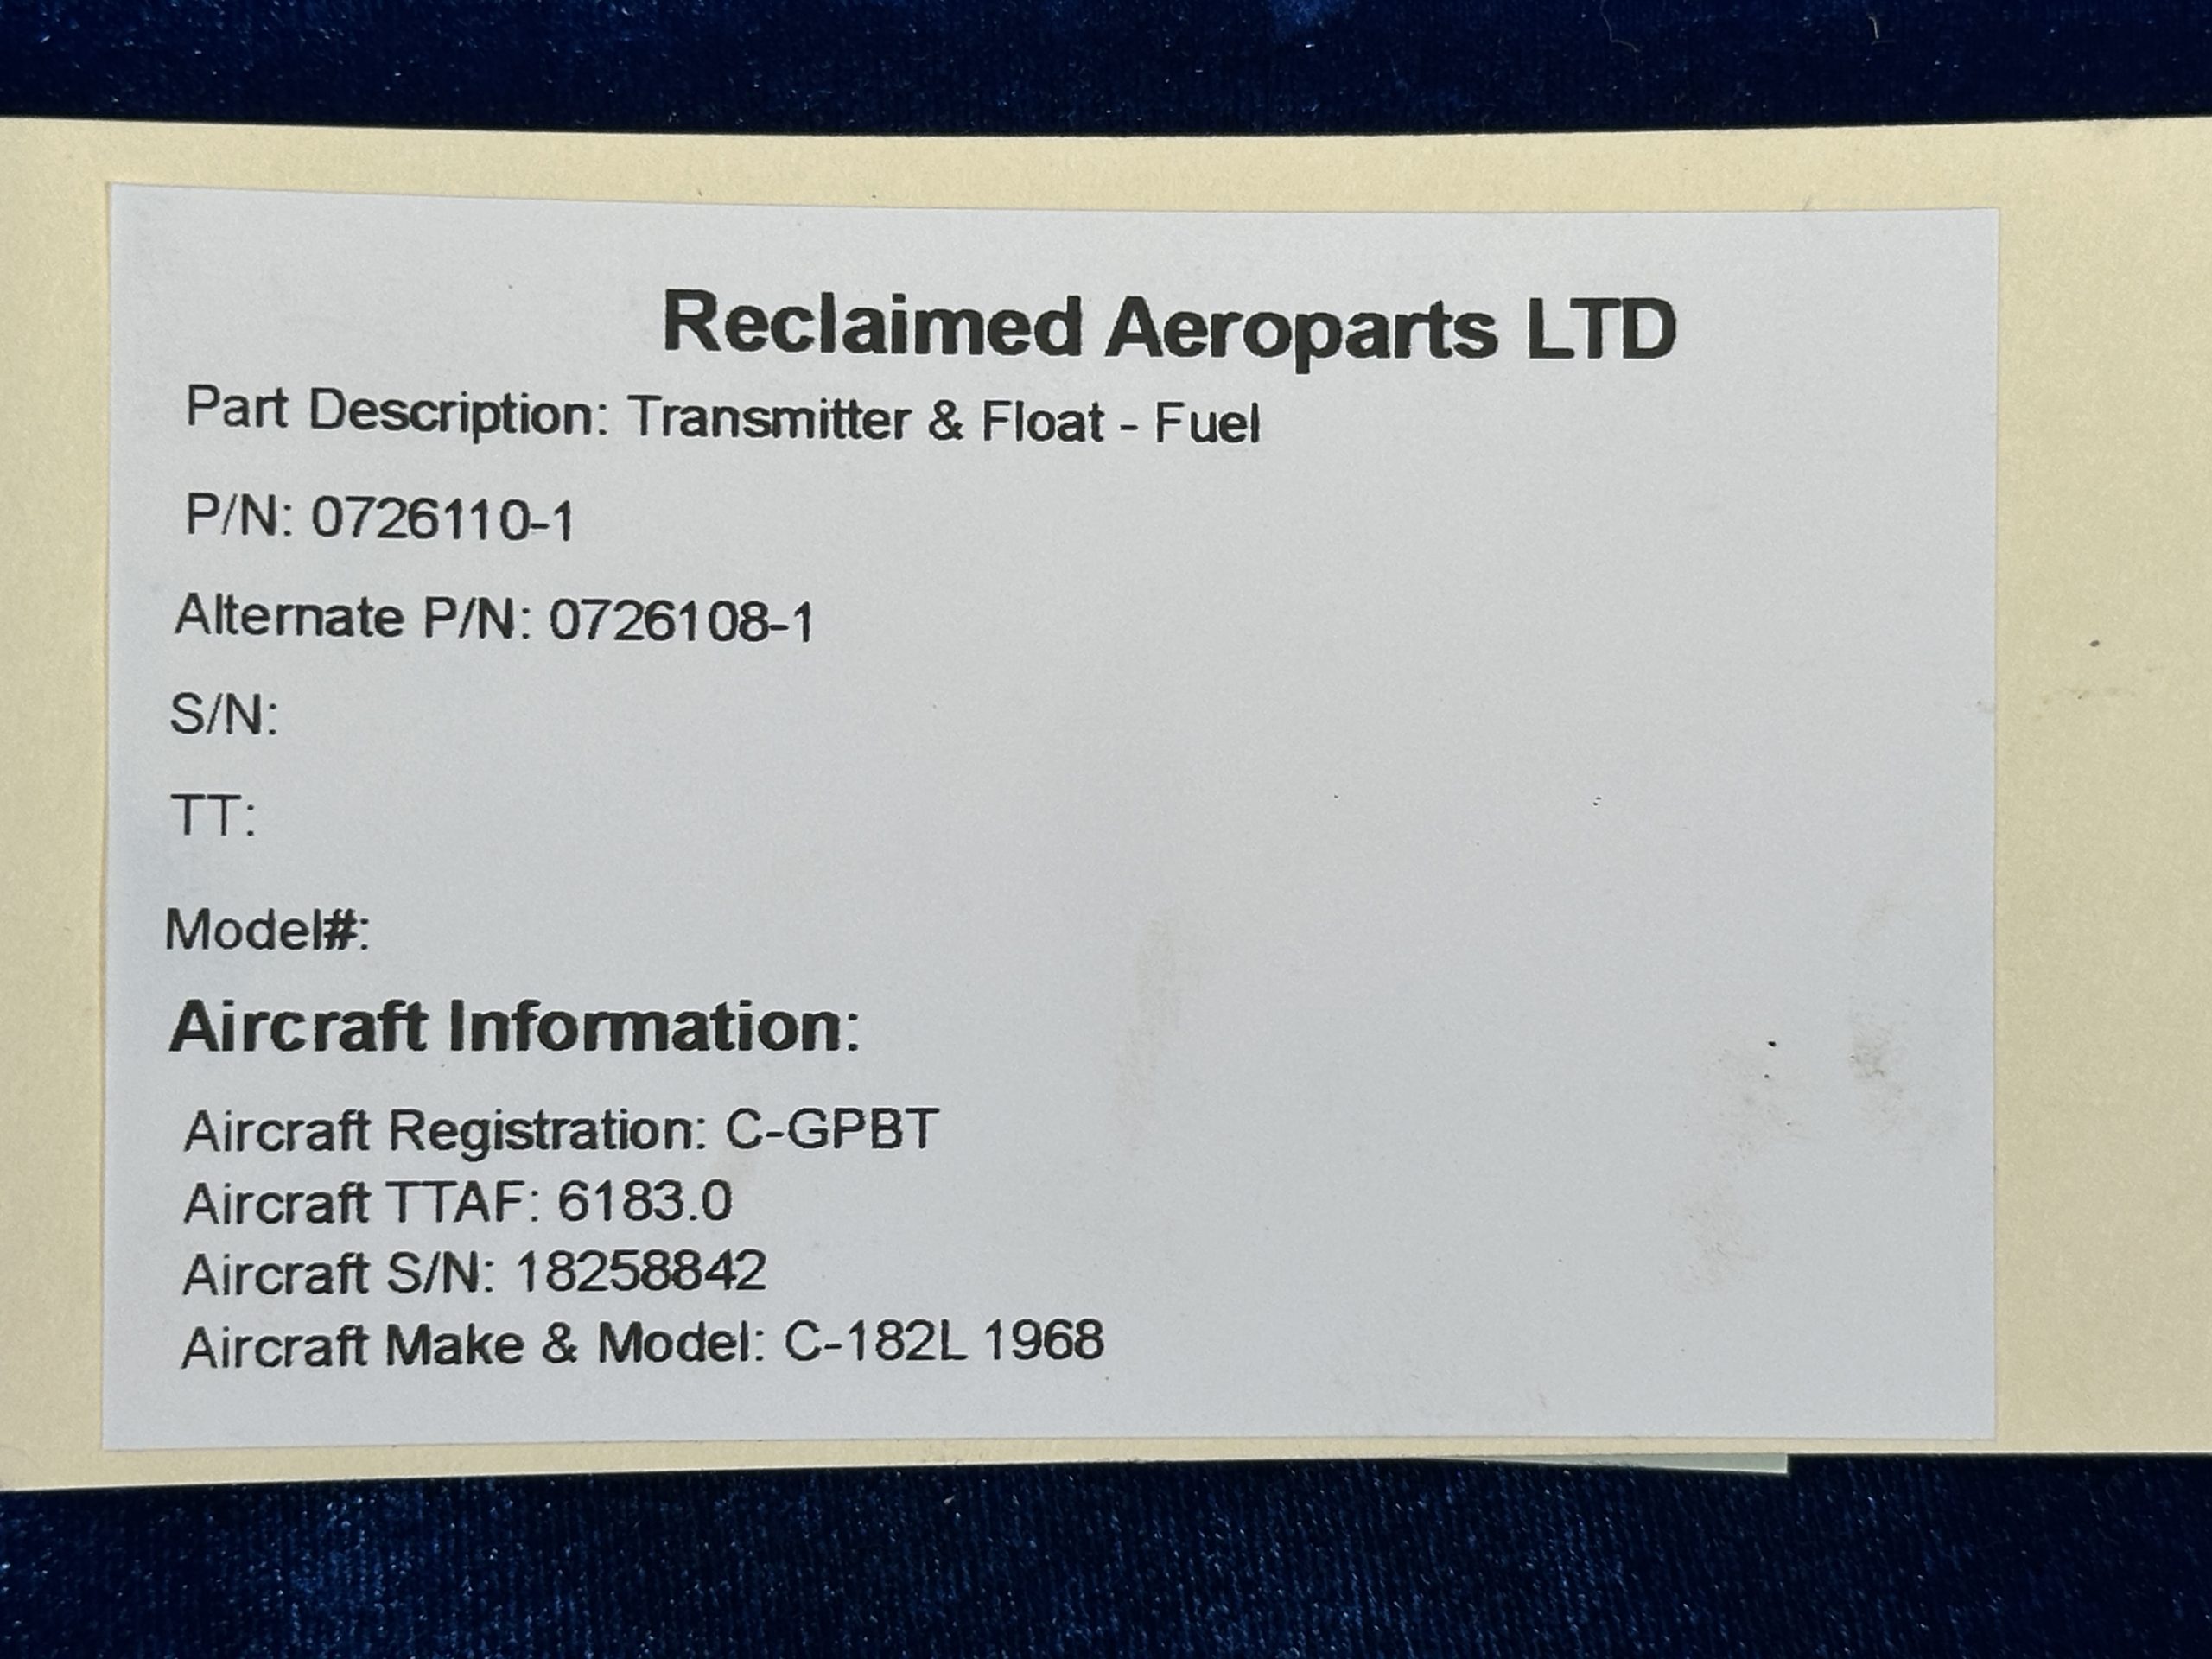 Reclaimed Aeroparts LTD
Part Description: Transmitter & Float - Fuel
P/N: 0726110-1
Alternate P/N: 0726108-1
S/N:
TT:
Model#:
Aircraft Information:
Aircraft Registration: C-GPBT
Aircraft TTAF: 6183.0
Aircraft S/N: 18258842
Aircraft Make & Model: C-182L 1968